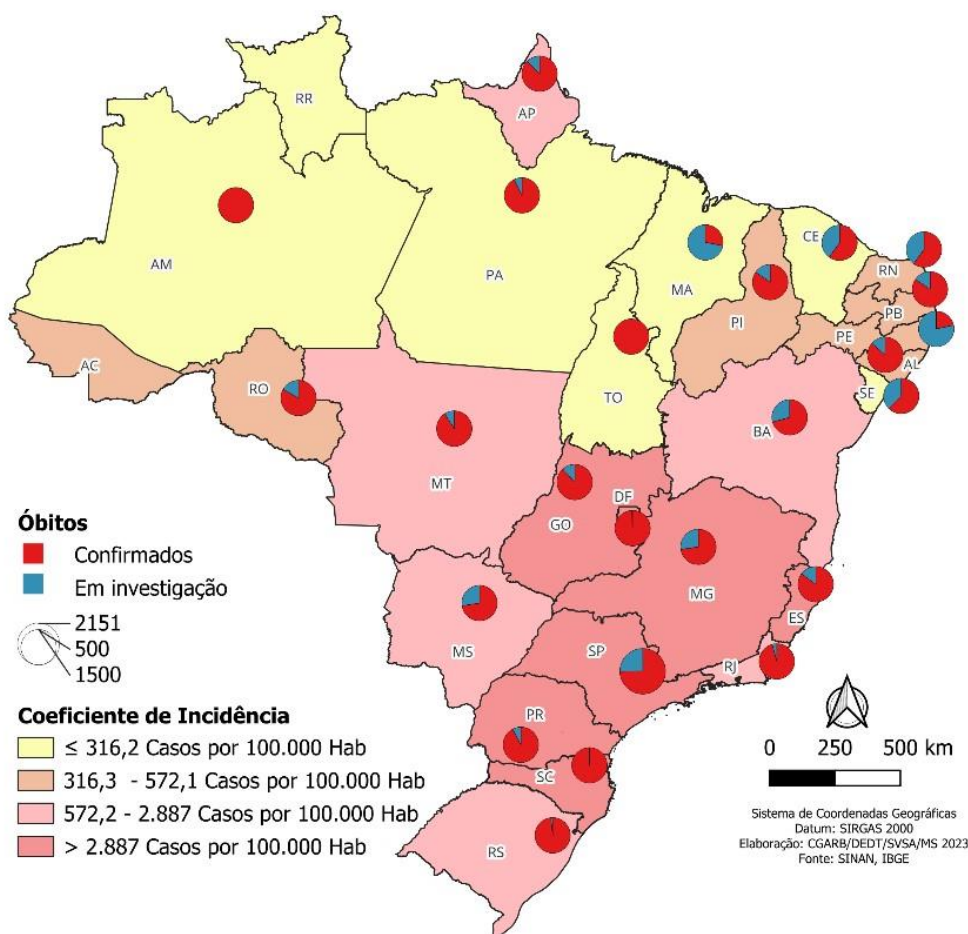 RR
AP
AM
PA
MA
CE
RN
PB
PI
PE
AL
AC
RO
TO
SE
BA
MT
DF
GO
MG
ES
MS
SP
RJ
PR
SC
RS
Óbitos
Confirmados
Em investigação
2151
500
1500
Coeficiente de Incidência
≤ 316,2 Casos por 100.000 Hab
316,3 - 572,1 Casos por 100.000 Hab
572,2 - 2.887 Casos por 100.000 Hab
> 2.887 Casos por 100.000 Hab
0 250 500 km
Sistema de Coordenadas Geográficas
Datum: SIRGAS 2000
Elaboração: CGARB/DEDT/SVSA/MS 2023
Fonte: SINAN, IBGE